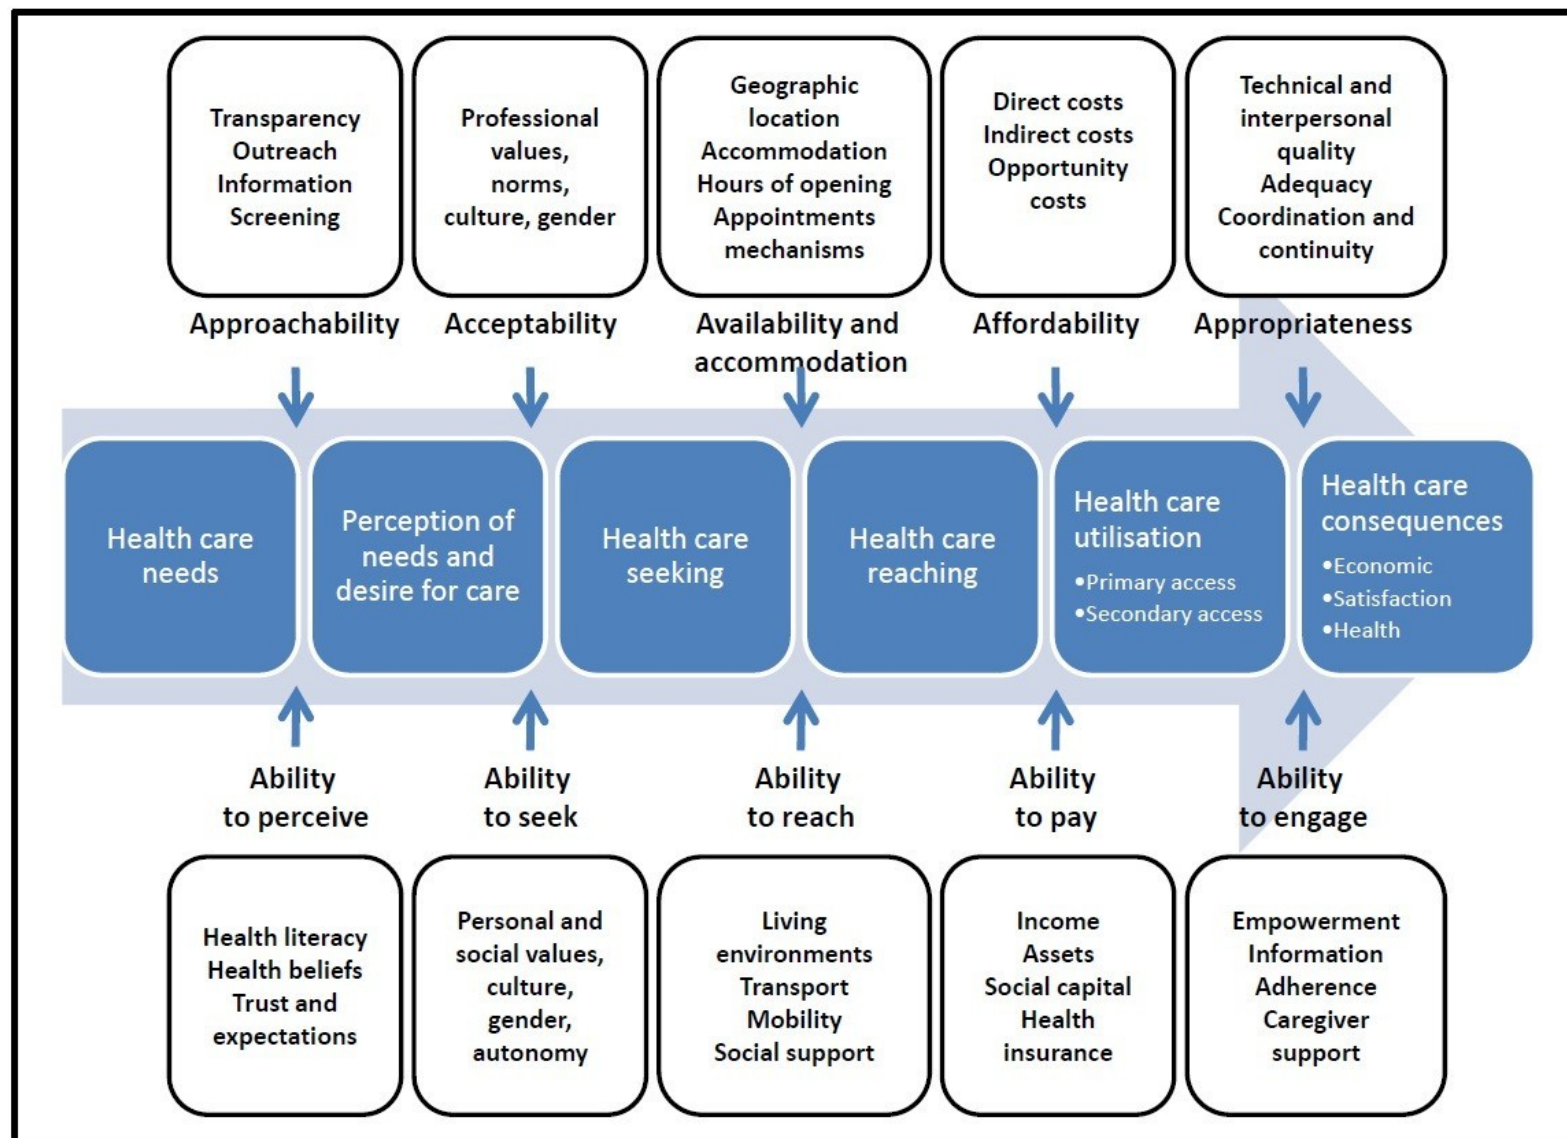 Transparency
Outreach
Information
Screening
Professional
values,
norms,
culture, gender
Geographic
location
Accommodation
Hours of opening
Appointments
mechanisms
Direct costs
Indirect costs
Opportunity
costs
Technical and
interpersonal
quality
Adequacy
Coordination and
continuity
Approachability
Acceptability
Availability and
accommodation
Affordability
Appropriateness
Health care
needs
Perception of
needs and
desire for care
Health care
seeking
Health care
reaching
Health care
utilisation
•Primary access
•Secondary access
Health care
consequences
•Economic
•Satisfaction
•Health
Ability
to perceive
Ability
to seek
Ability
to reach
Ability
to pay
Ability
to engage
Health literacy
Health beliefs
Trust and
expectations
Personal and
social values,
culture,
gender,
autonomy
Living
environments
Transport
Mobility
Social support
Income
Assets
Social capital
Health
insurance
Empowerment
Information
Adherence
Caregiver
support